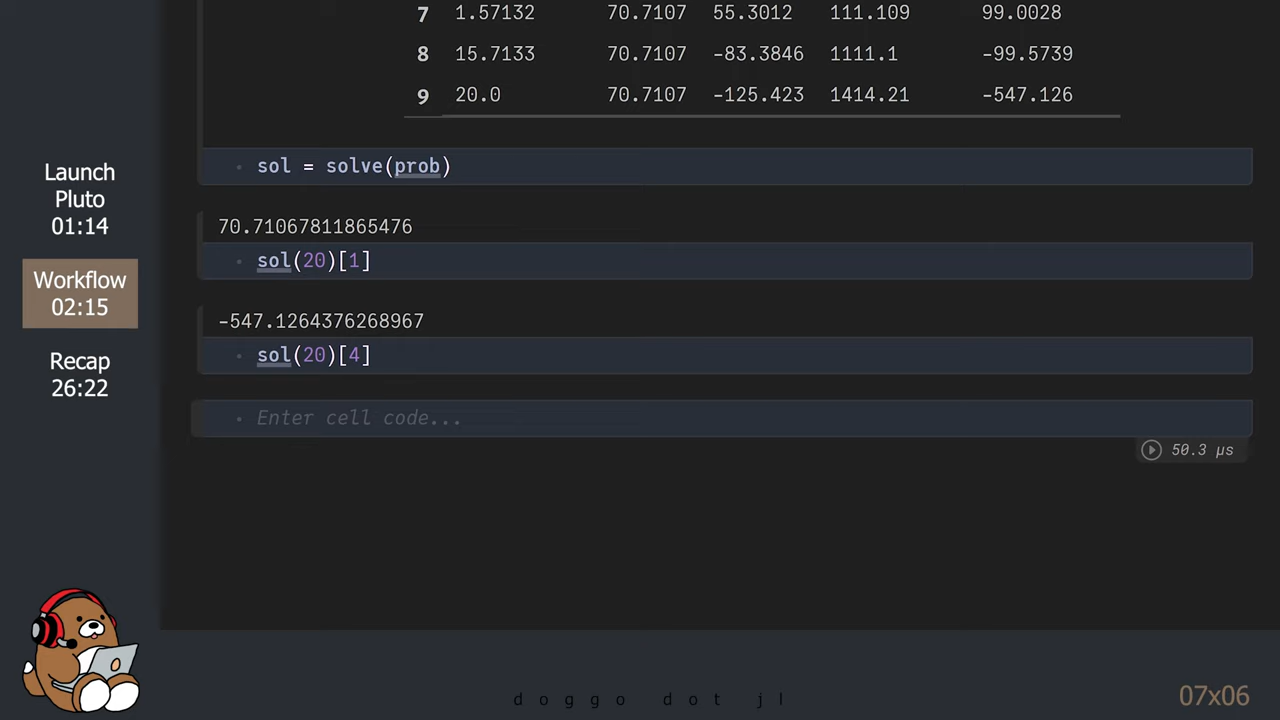 7 1.57132 70.7107 55.3012 111.109 99.0028
8 15.7133 70.7107 -83.3846 1111.1 -99.5739
9 20.0 70.7107 -125.423 1414.21 -547.126
sol = solve(prob)
70.71067811865476
sol(20)[1]
-547.1264376268967
sol(20)[4]
Enter cell code...
50.3 μs
Launch
Pluto
01:14
Workflow
02:15
Recap
26:22
doggo dot jl
07x06